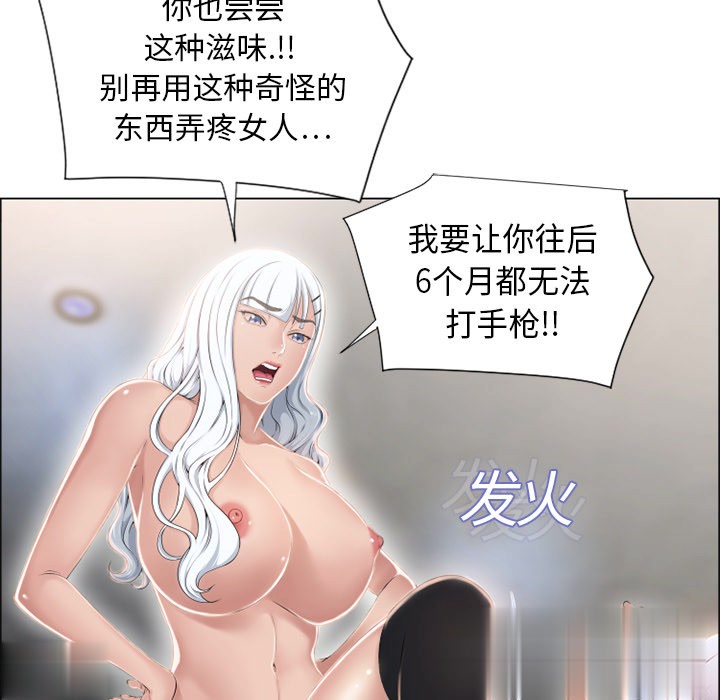 你也会尝
这种滋味.!!
别再用这种奇怪的
东西弄疼女人...
我要让你往后
6个月都无法
打手枪!!
发火